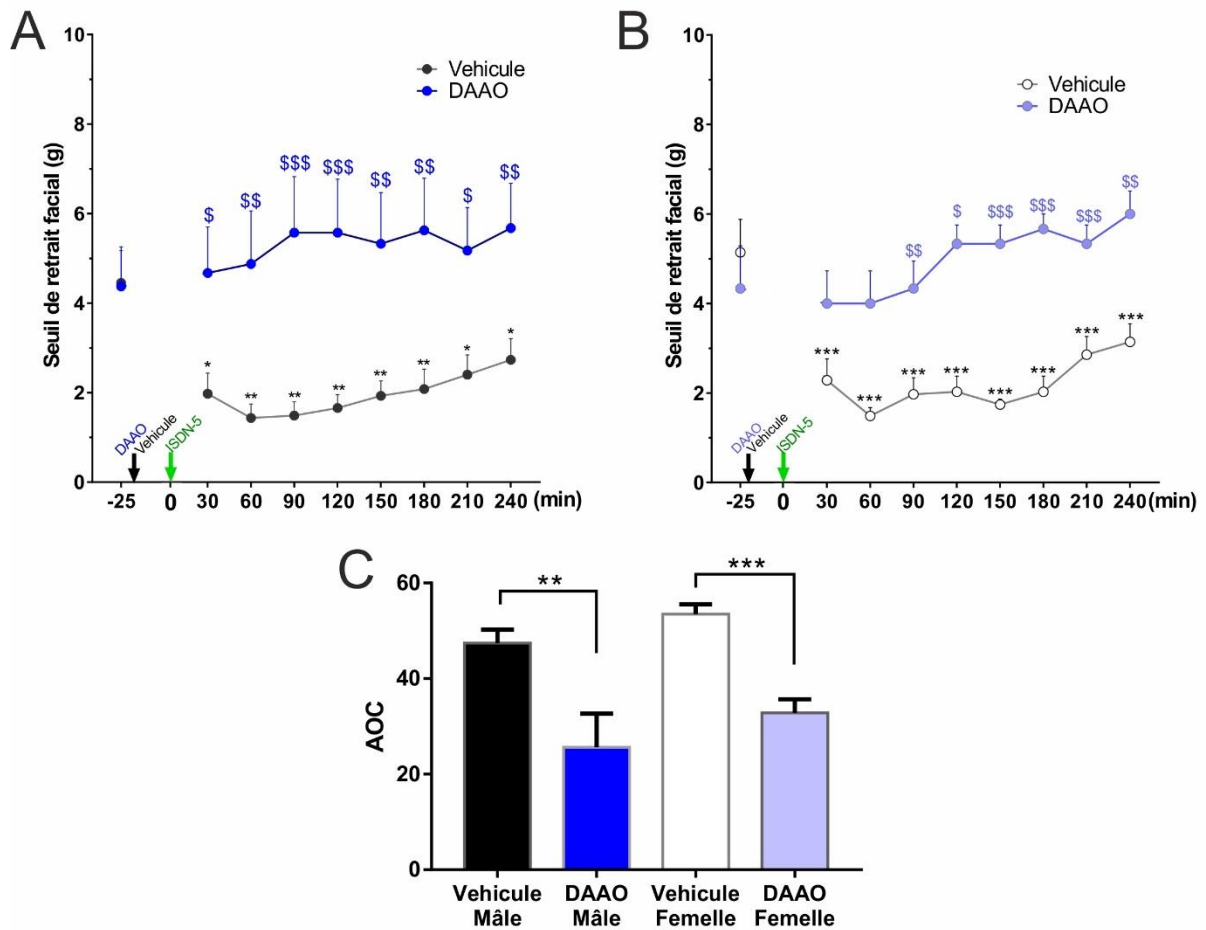 A
Seuil de retrait facial (g)
10
8
6
4
2
0
Vehicule
DAAO
$
$$
$$$
$$$
$$
$$
$
$$
*
**
**
**
**
**
*
*
DAAO
Vehicule
ISDN-5
-25 0 30 60 90 120 150 180 210 240 (min)
B
Seuil de retrait facial (g)
10
8
6
4
2
0
Vehicule
DAAO
$$
$
$$$
$$$
$$$
$$
***
***
***
***
***
***
***
***
DAAO
Vehicule
ISDN-5
-25 0 30 60 90 120 150 180 210 240 (min)
C
AOC
60
40
20
0
**
***
Vehicule DAAO Vehicule DAAO
Mâle Mâle Femelle Femelle